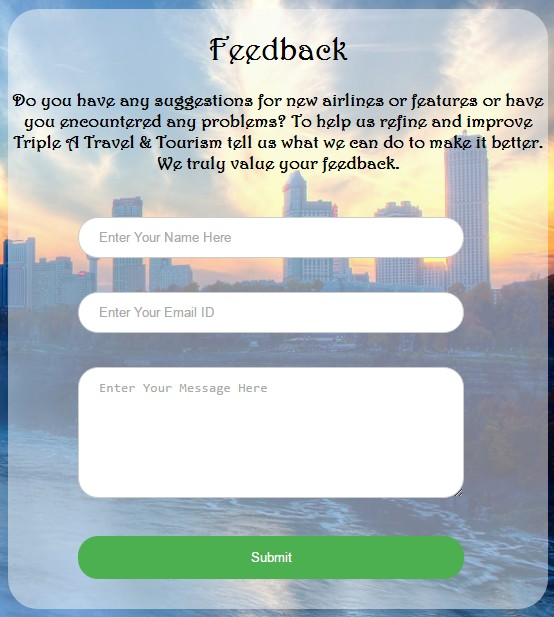 Feedback
Do you have any suggestions for new airlines or features or have
you encountered any problems? To help us refine and improve
Triple A Travel & Tourism tell us what we can do to make it better.
We truly value your feedback.
Enter Your Name Here
Enter Your Email ID
Enter Your Message Here
Submit